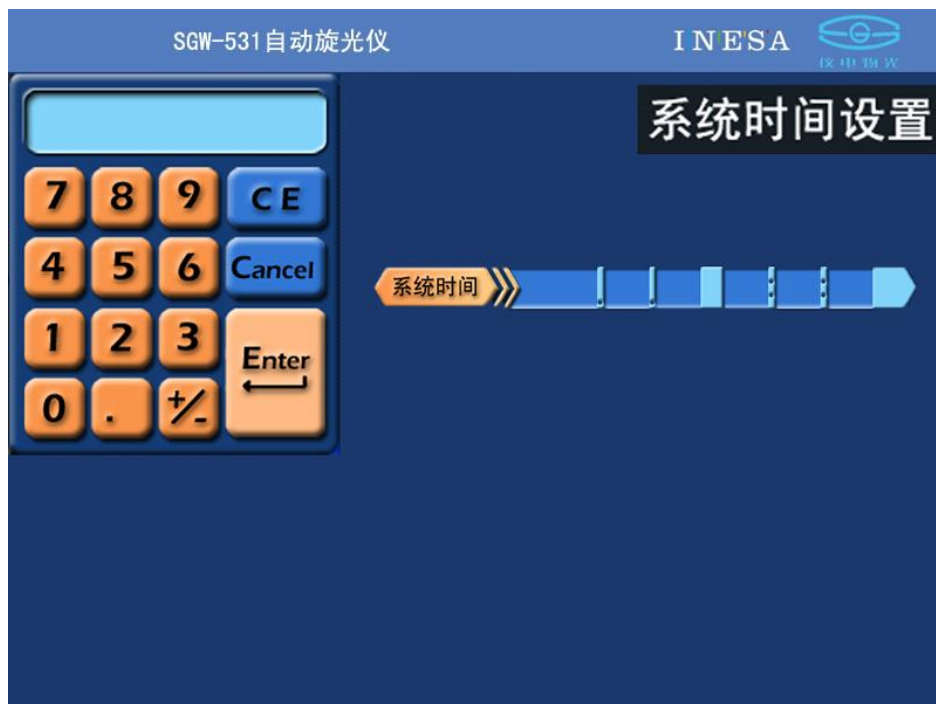 SGW-531自动旋光仪
INESA
仪电物光
系统时间设置
7 8 9 CE
4 5 6 Cancel
系统时间
1 2 3 Enter
0 . +/-